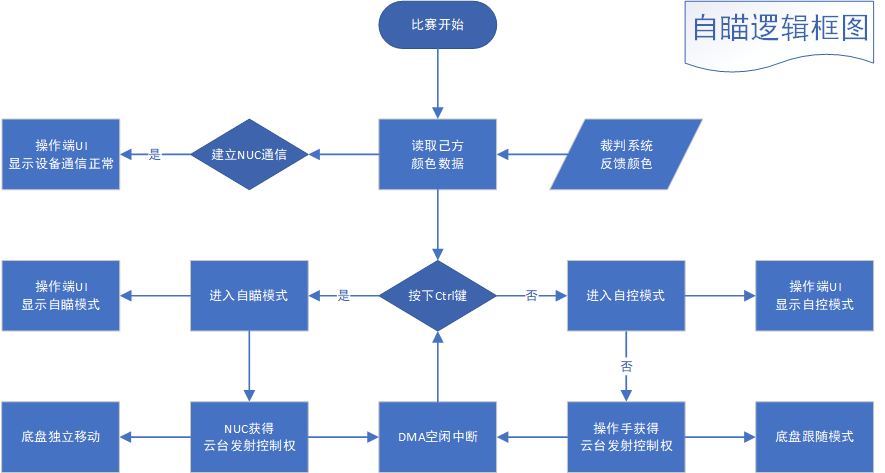 比赛开始
自瞄逻辑框图
操作端UI
显示设备通信正常
是
建立NUC通信
读取己方
颜色数据
裁判系统
反馈颜色
操作端UI
显示自瞄模式
进入自瞄模式
是
按下Ctrl键
否
进入自控模式
操作端UI
显示自控模式
否
底盘独立移动
NUC获得
云台发射控制权
DMA空闲中断
操作手获得
云台发射控制权
底盘跟随模式